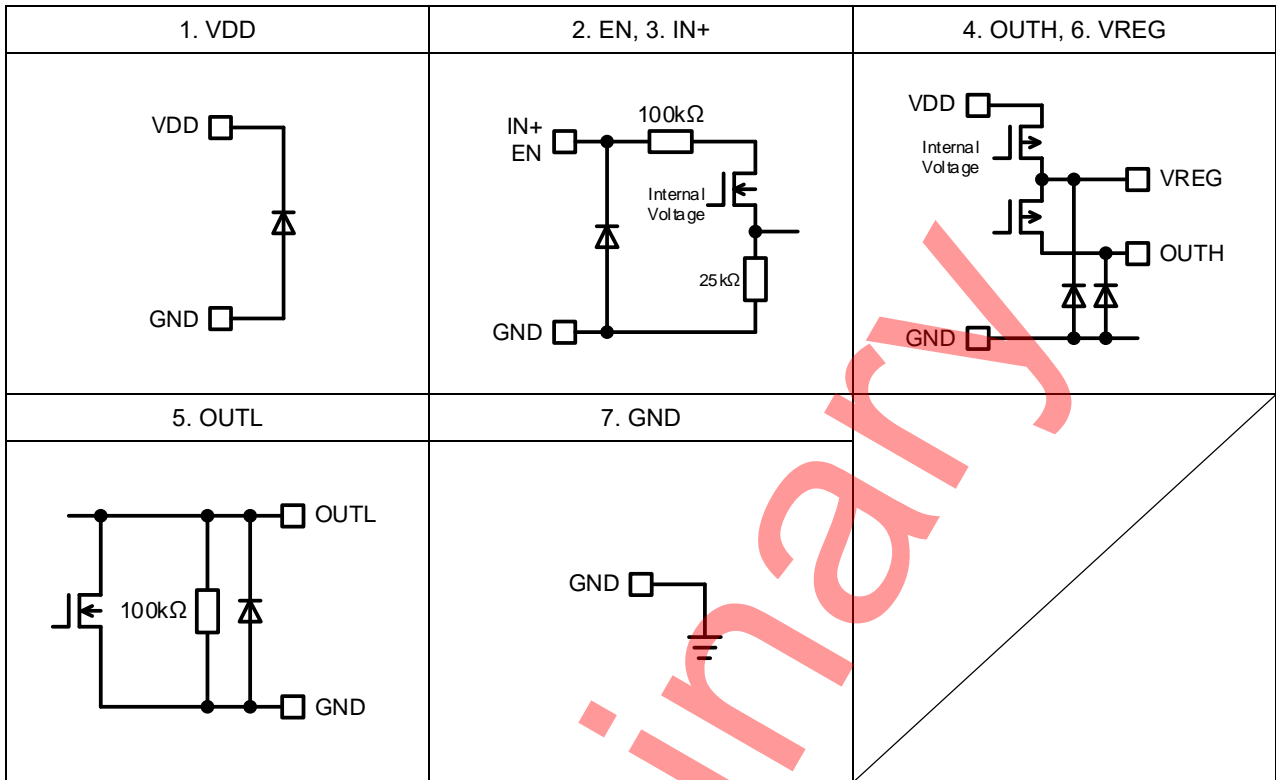 1. VDD
2. EN, 3. IN+
4. OUTH, 6. VREG
VDD
GND
IN+
EN
100kΩ
Internal
Voltage
25kΩ
GND
VDD
Internal
Voltage
VREG
OUTH
GND
5. OUTL
7. GND
OUTL
100kΩ
GND
GND
inary